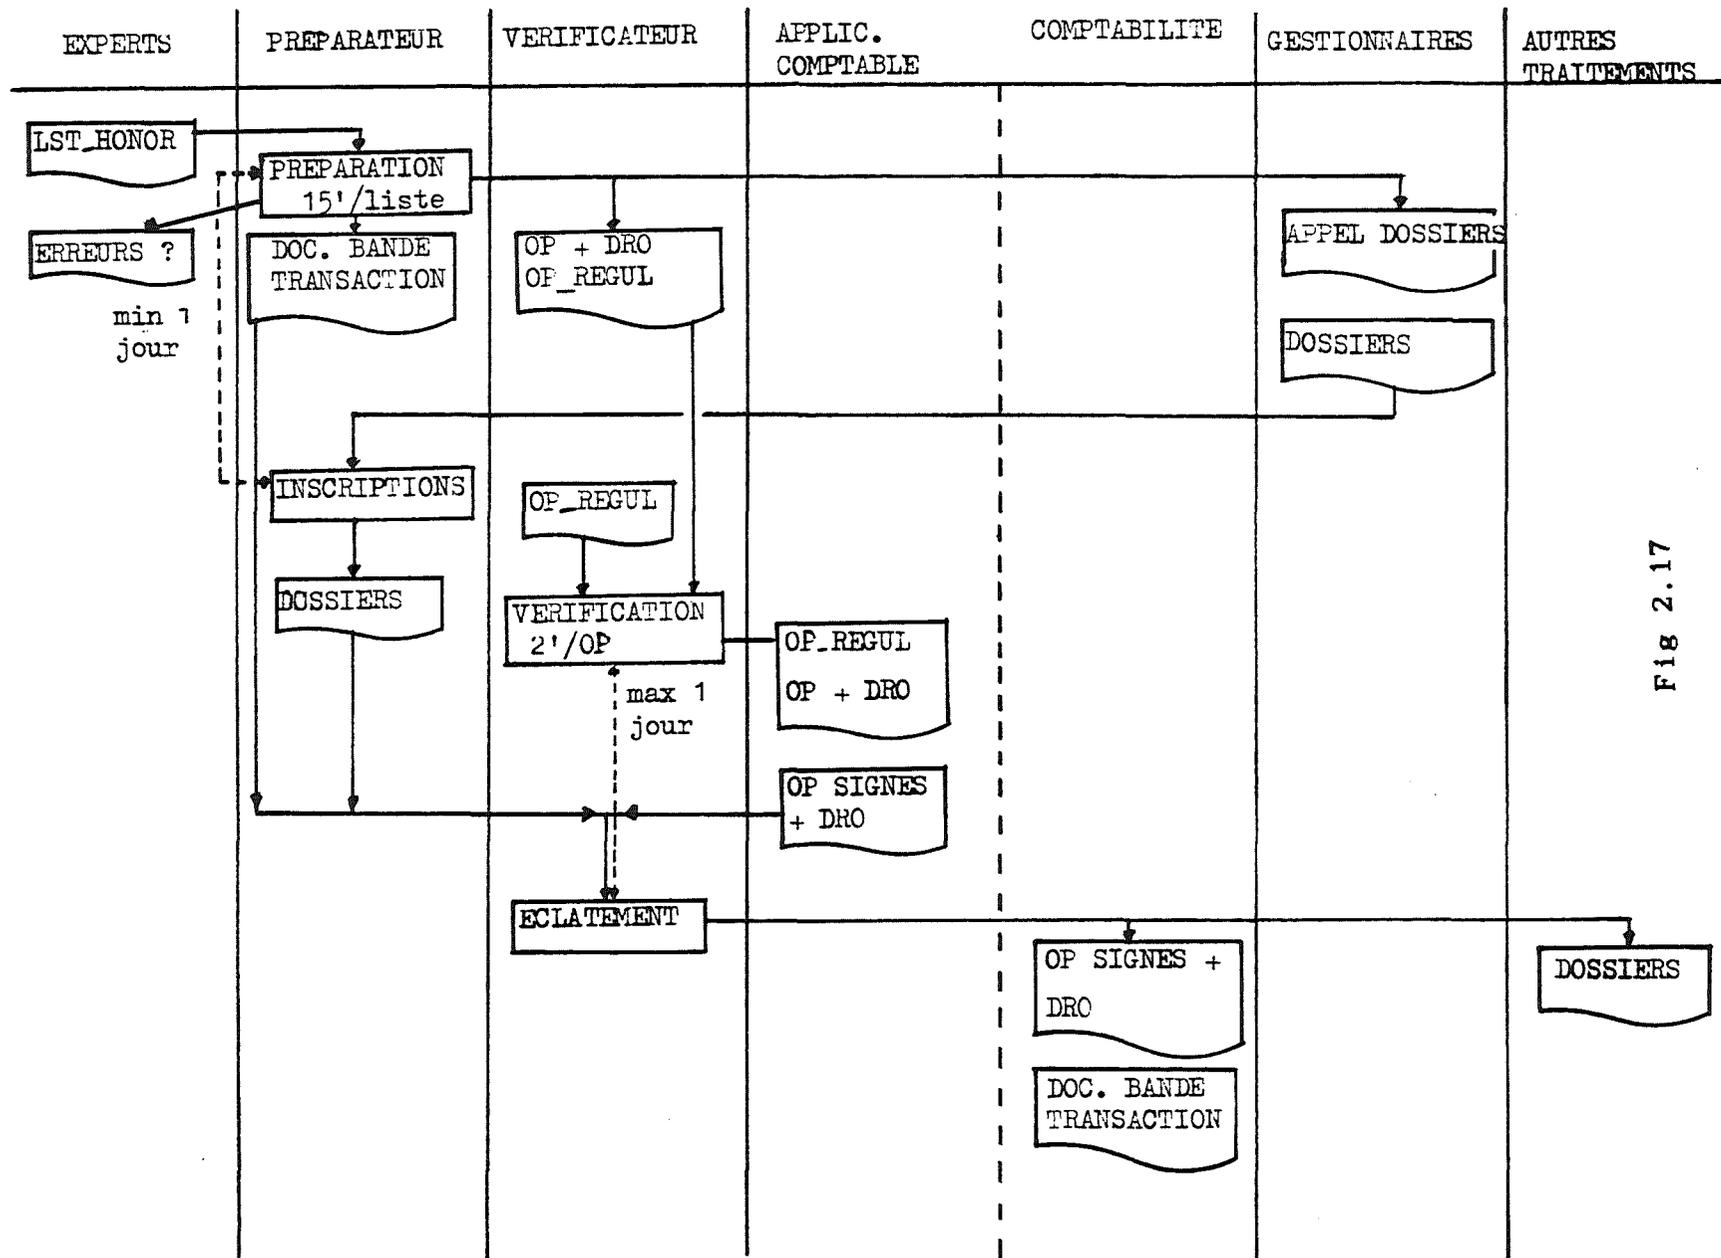 EXPERTS
PREPARATEUR
VERIFICATEUR
APPLIC.
COMPTABLE
COMPTABILITE
GESTIONNAIRES
AUTRES
TRAITEMENTS
LST_HONOR
PREPARATION
15'/liste
ERREURS ?
DOC. BANDE
TRANSACTION
OP + DRO
OP_REGUL
APPEL DOSSIERS
min 1
jour
DOSSIERS
INSCRIPTIONS
OP_REGUL
DOSSIERS
VERIFICATION
2'/OP
OP_REGUL
OP + DRO
max 1
jour
OP SIGNES
+ DRO
ECLATEMENT
OP SIGNES +
DRO
DOSSIERS
DOC. BANDE
TRANSACTION
Fig 2.17